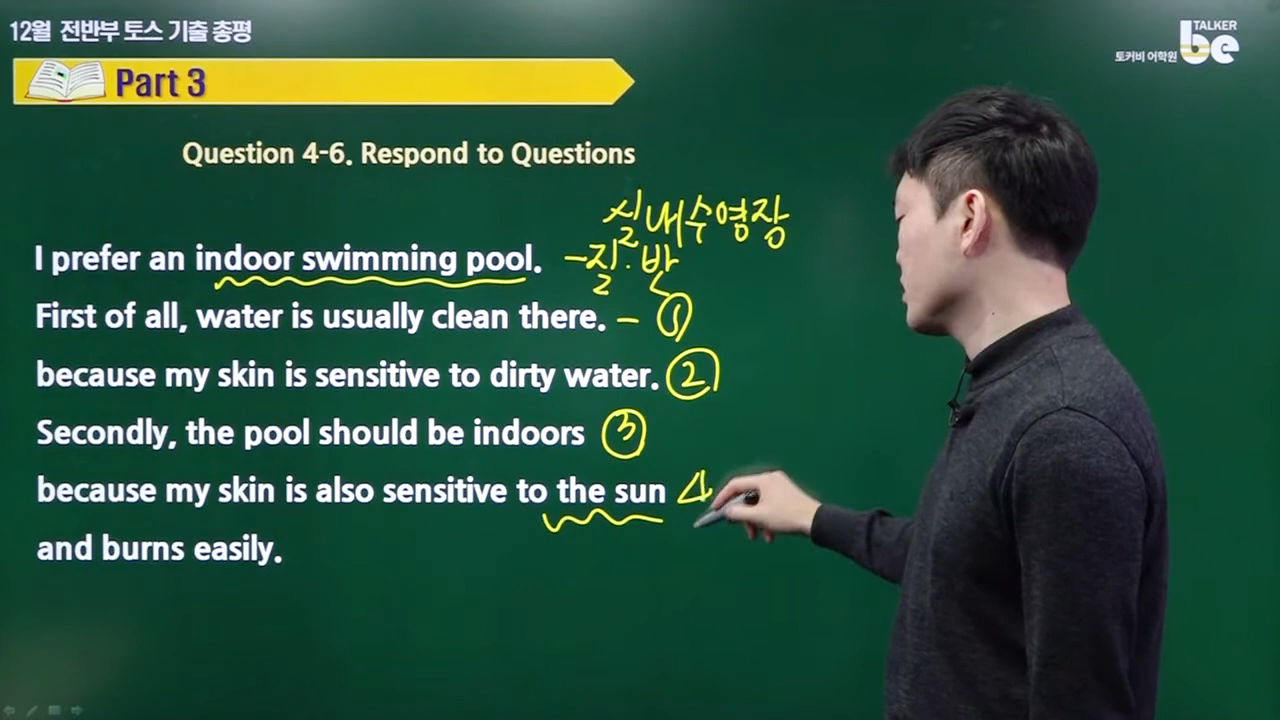 12월 전반부 토스 기출 총평
TALKER
be
토커비 어학원
Part 3
Question 4-6. Respond to Questions
실내수영장
I prefer an indoor swimming pool. -질.반
First of all, water is usually clean there. - ①
because my skin is sensitive to dirty water. ②
Secondly, the pool should be indoors ③
because my skin is also sensitive to the sun 4
and burns easily.